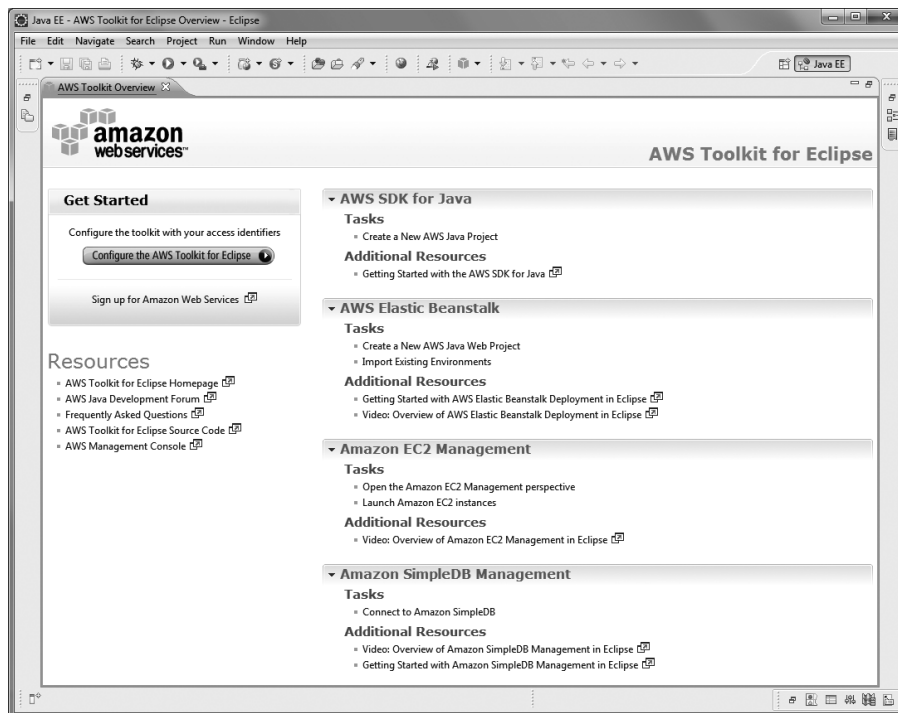 Java EE - AWS Toolkit for Eclipse Overview - Eclipse
File Edit Navigate Search Project Run Window Help
Java EE
AWS Toolkit Overview
amazon
webservices™
AWS Toolkit for Eclipse
Get Started
Configure the toolkit with your access identifiers
Configure the AWS Toolkit for Eclipse
Sign up for Amazon Web Services
Resources
AWS Toolkit for Eclipse Homepage
AWS Java Development Forum
Frequently Asked Questions
AWS Toolkit for Eclipse Source Code
AWS Management Console
AWS SDK for Java
Tasks
Create a New AWS Java Project
Additional Resources
Getting Started with the AWS SDK for Java
AWS Elastic Beanstalk
Tasks
Create a New AWS Java Web Project
Import Existing Environments
Additional Resources
Getting Started with AWS Elastic Beanstalk Deployment in Eclipse
Video: Overview of AWS Elastic Beanstalk Deployment in Eclipse
Amazon EC2 Management
Tasks
Open the Amazon EC2 Management perspective
Launch Amazon EC2 instances
Additional Resources
Video: Overview of Amazon EC2 Management in Eclipse
Amazon SimpleDB Management
Tasks
Connect to Amazon SimpleDB
Additional Resources
Video: Overview of Amazon SimpleDB Management in Eclipse
Getting Started with Amazon SimpleDB Management in Eclipse